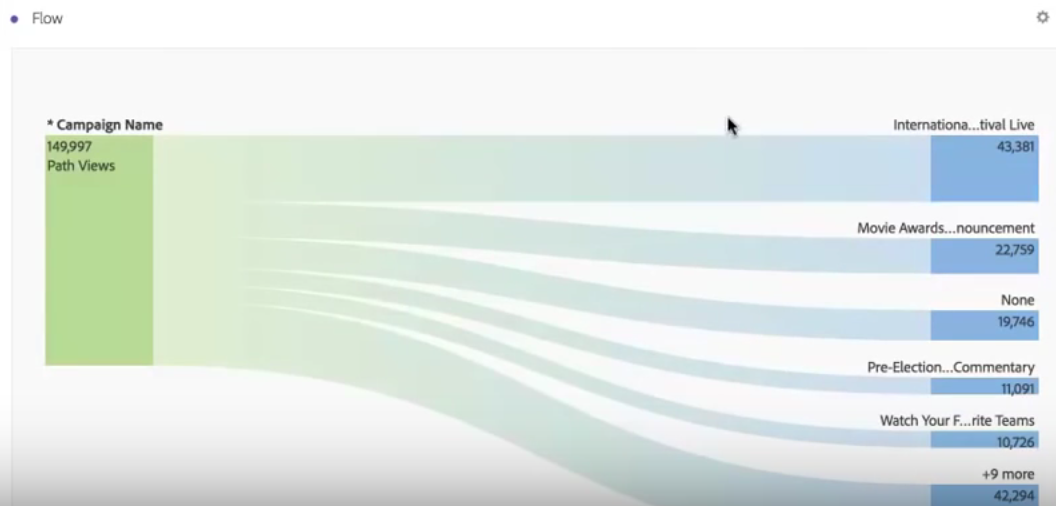 Flow
* Campaign Name
149,997
Path Views
Internationa...tival Live
43,381
Movie Awards...nouncement
22,759
None
19,746
Pre-Election...Commentary
11,091
Watch Your F...rite Teams
10,726
+9 more
42,294